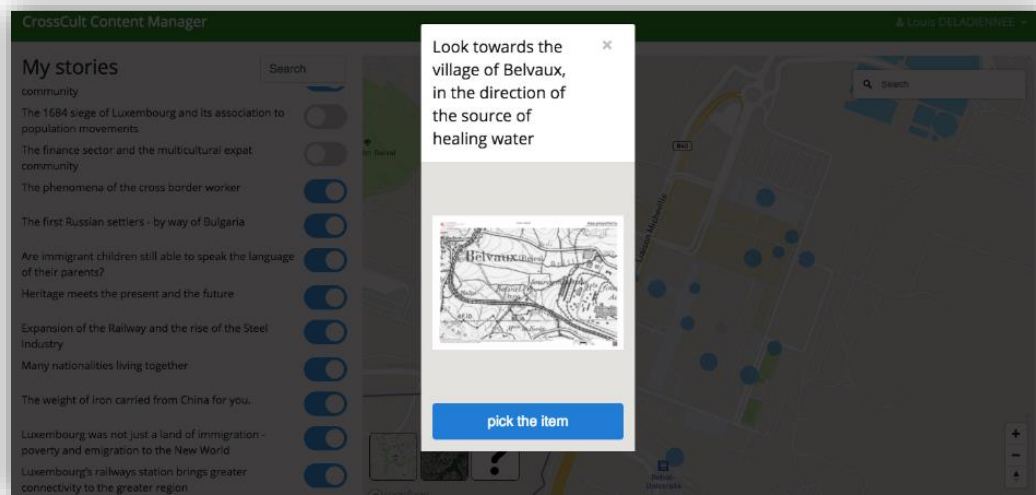 CrossCult Content Manager
Louis DELADIENNEE
My stories
Search
community
The 1684 siege of Luxembourg and its association to
population movements
The finance sector and the multicultural expat
community
The phenomena of the cross border worker
The first Russian settlers - by way of Bulgaria
Are immigrant children still able to speak the language
of their parents?
Heritage meets the present and the future
Expansion of the Railway and the rise of the Steel
Industry
Many nationalities living together
The weight of iron carried from China for you.
Luxembourg was not just a land of immigration -
poverty and emigration to the New World
Luxembourg's railways station brings greater
connectivity to the greater region
Look towards the
village of Belvaux,
in the direction of
the source of
healing water
×
Belvaux
pick the item
Search
Belval
Université
+
−